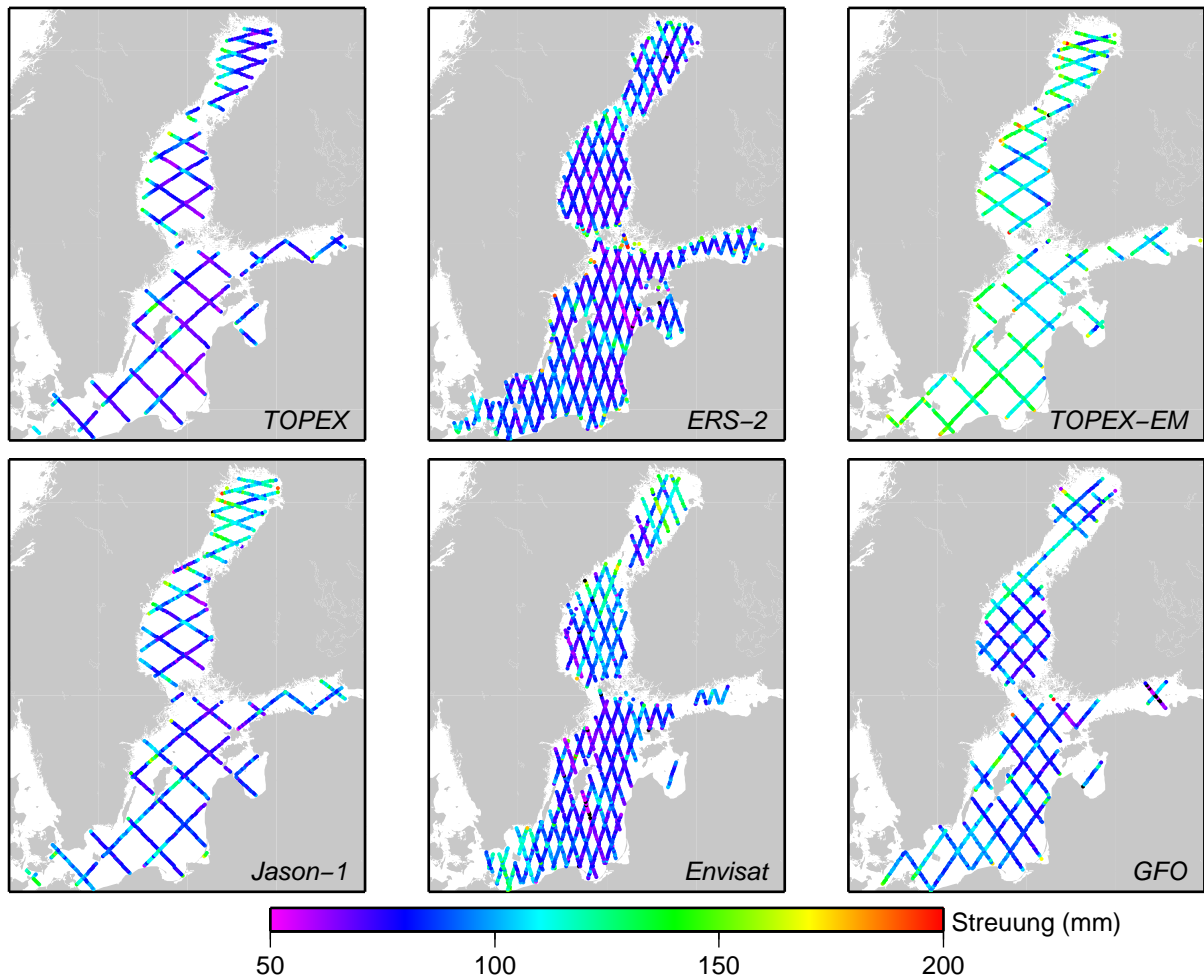 TOPEX
ERS−2
TOPEX−EM
Jason−1
Envisat
GFO
Streuung (mm)
50
100
150
200